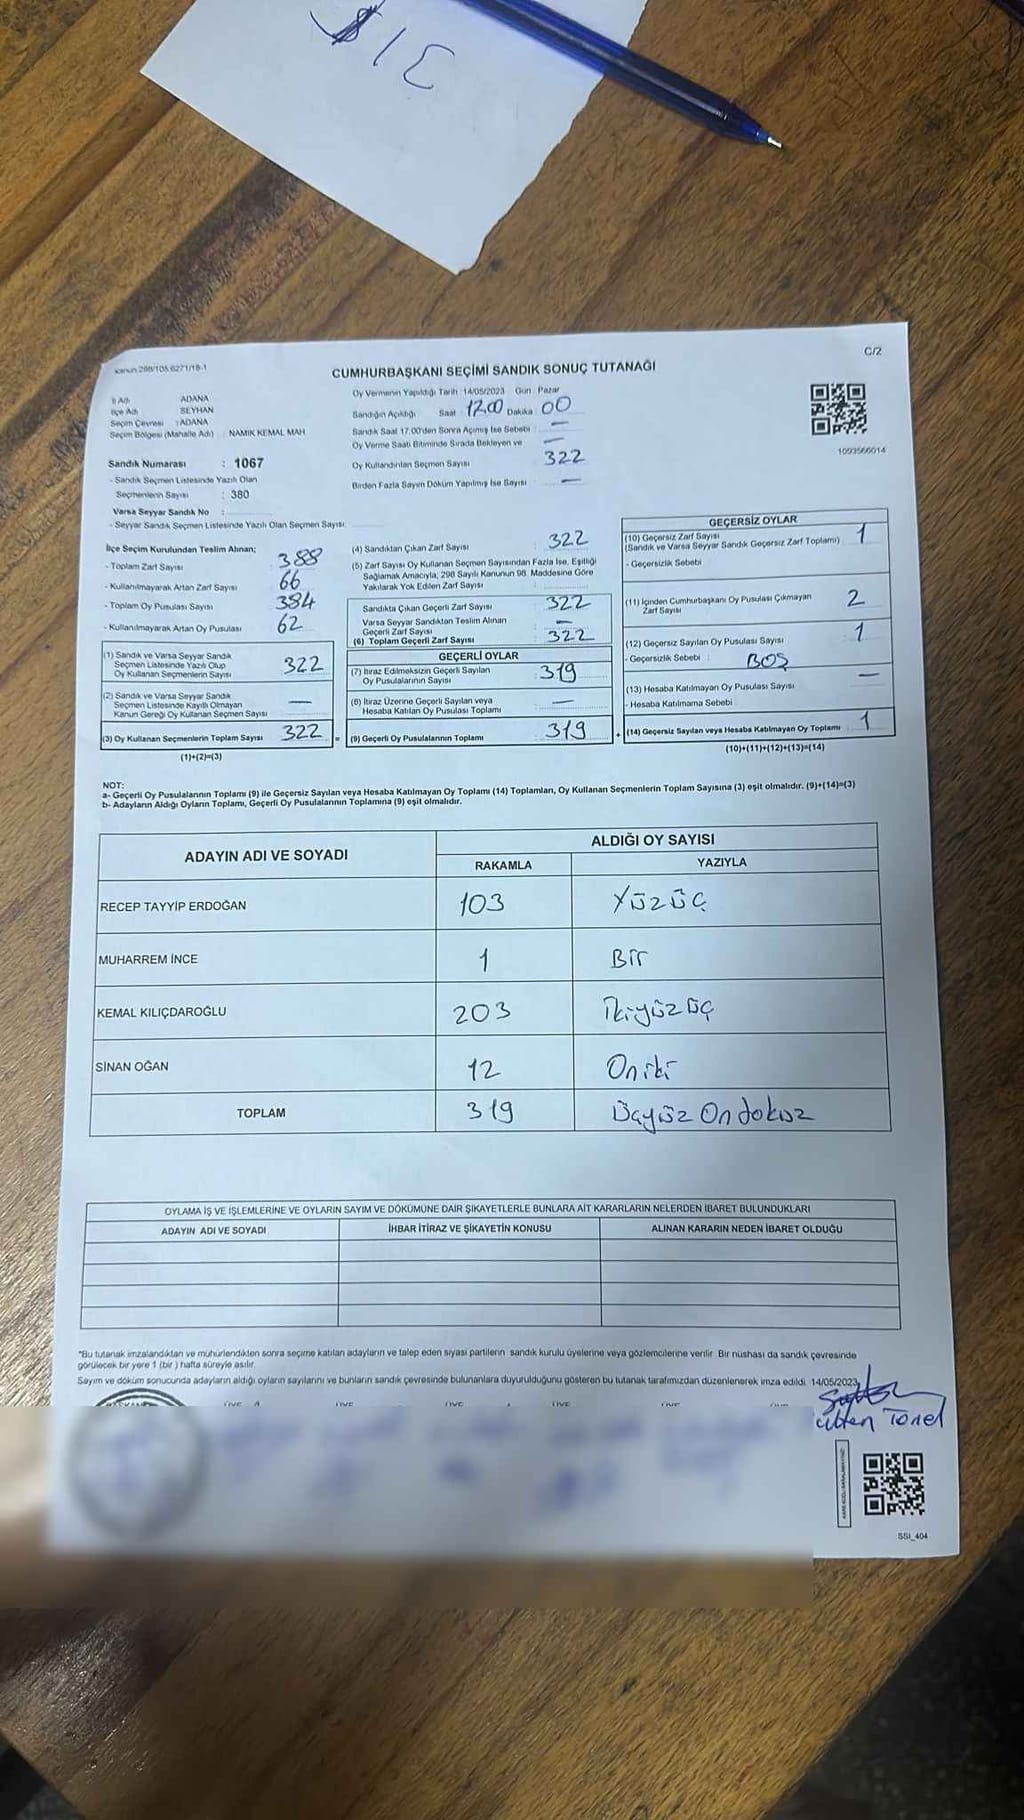 31$
C/2
Kanun:298/105.6271/18-1
CUMHURBAŞKANI SEÇİMİ SANDIK SONUÇ TUTANAĞI
İl Adı : ADANA
İlçe Adı : SEYHAN
Seçim Çevresi : ADANA
Seçim Bölgesi (Mahalle Adı) : NAMIK KEMAL MAH
Sandık Numarası : 1067
- Sandık Seçmen Listesinde Yazılı Olan
Seçmenlerin Sayısı : 380
Varsa Seyyar Sandık No :
- Seyyar Sandık Seçmen Listesinde Yazılı Olan Seçmen Sayısı:
Oy Vermenin Yapıldığı Tarih : 14/05/2023 Gün : Pazar
Sandığın Açıldığı Saat : 17.00 Dakika : 00
Sandık Saat 17.00'den Sonra Açımış İse Sebebi : —
Oy Verme Saati Bitiminde Sırada Bekleyen ve —
Oy Kullandırılan Seçmen Sayısı 322
Birden Fazla Sayım Döküm Yapılmış İse Sayısı : —
1093566014
İlçe Seçim Kurulundan Teslim Alınan;
- Toplam Zarf Sayısı : 388
- Kullanılmayarak Artan Zarf Sayısı : 66
- Toplam Oy Pusulası Sayısı : 384
- Kullanılmayarak Artan Oy Pusulası : 62
(1) Sandık ve Varsa Seyyar Sandık
Seçmen Listesinde Yazılı Olup
Oy Kullanan Seçmenlerin Sayısı 322
(2) Sandık ve Varsa Seyyar Sandık
Seçmen Listesinde Kayıtlı Olmayan
Kanun Gereği Oy Kullanan Seçmen Sayısı —
(3) Oy Kullanan Seçmenlerin Toplam Sayısı 322
(1)+(2)=(3)
(4) Sandıktan Çıkan Zarf Sayısı : 322
(5) Zarf Sayısı Oy Kullanan Seçmen Sayısından Fazla İse, Eşitliği
Sağlamak Amacıyla, 298 Sayılı Kanunun 98. Maddesine Göre
Yakılarak Yok Edilen Zarf Sayısı :
Sandıkta Çıkan Geçerli Zarf Sayısı : 322
Varsa Seyyar Sandıktan Teslim Alınan
Geçerli Zarf Sayısı : —
(6) Toplam Geçerli Zarf Sayısı : 322
GEÇERLİ OYLAR
(7) İtiraz Edilmeksizin Geçerli Sayılan
Oy Pusulalarının Sayısı : 319
(8) İtiraz Üzerine Geçerli Sayılan veya
Hesaba Katılan Oy Pusulası Toplamı : —
(9) Geçerli Oy Pusulalarının Toplamı : 319
GEÇERSİZ OYLAR
(10) Geçersiz Zarf Sayısı : 1
(Sandık ve Varsa Seyyar Sandık Geçersiz Zarf Toplamı)
- Geçersizlik Sebebi
(11) İçinden Cumhurbaşkanı Oy Pusulası Çıkmayan
Zarf Sayısı : 2
(12) Geçersiz Sayılan Oy Pusulası Sayısı : 1
- Geçersizlik Sebebi : BOŞ
(13) Hesaba Katılmayan Oy Pusulası Sayısı : —
- Hesaba Katılmama Sebebi :
(14) Geçersiz Sayılan veya Hesaba Katılmayan Oy Toplamı : 1
(10)+(11)+(12)+(13)=(14)
NOT:
a- Geçerli Oy Pusulalarının Toplamı (9) ile Geçersiz Sayılan veya Hesaba Katılmayan Oy Toplamı (14) Toplamları, Oy Kullanan Seçmenlerin Toplam Sayısına (3) eşit olmalıdır. (9)+(14)=(3)
b- Adayların Aldığı Oyların Toplamı, Geçerli Oy Pusulalarının Toplamına (9) eşit olmalıdır.
ADAYIN ADI VE SOYADI ALDIĞI OY SAYISI
RAKAMLA YAZIYLA
RECEP TAYYİP ERDOĞAN 103 Yüzüç
MUHARREM İNCE 1 Bir
KEMAL KILIÇDAROĞLU 203 İkiyüzüç
SİNAN OĞAN 12 Oniki
TOPLAM 319 Üçyüz Ondokuz
OYLAMA İŞ VE İŞLEMLERİNE VE OYLARIN SAYIM VE DÖKÜMÜNE DAİR ŞİKAYETLERLE BUNLARA AİT KARARLARIN NELERDEN İBARET BULUNDUKLARI
ADAYIN ADI VE SOYADI İHBAR İTİRAZ VE ŞİKAYETİN KONUSU ALINAN KARARIN NEDEN İBARET OLDUĞU
*Bu tutanak imzalandıktan ve mühürlendikten sonra seçime katılan adayların ve talep eden siyasi partilerin sandık kurulu üyelerine veya gözlemcilerine verilir. Bir nüshası da sandık çevresinde
görülecek bir yere 1 (bir) hafta süreyle asılır.
Sayım ve döküm sonucunda adayların aldığı oyların sayılarını ve bunların sandık çevresinde bulunanlara duyurulduğunu gösteren bu tutanak tarafımızdan düzenlenerek imza edildi. 14/05/2023
Tonel
SSI_404